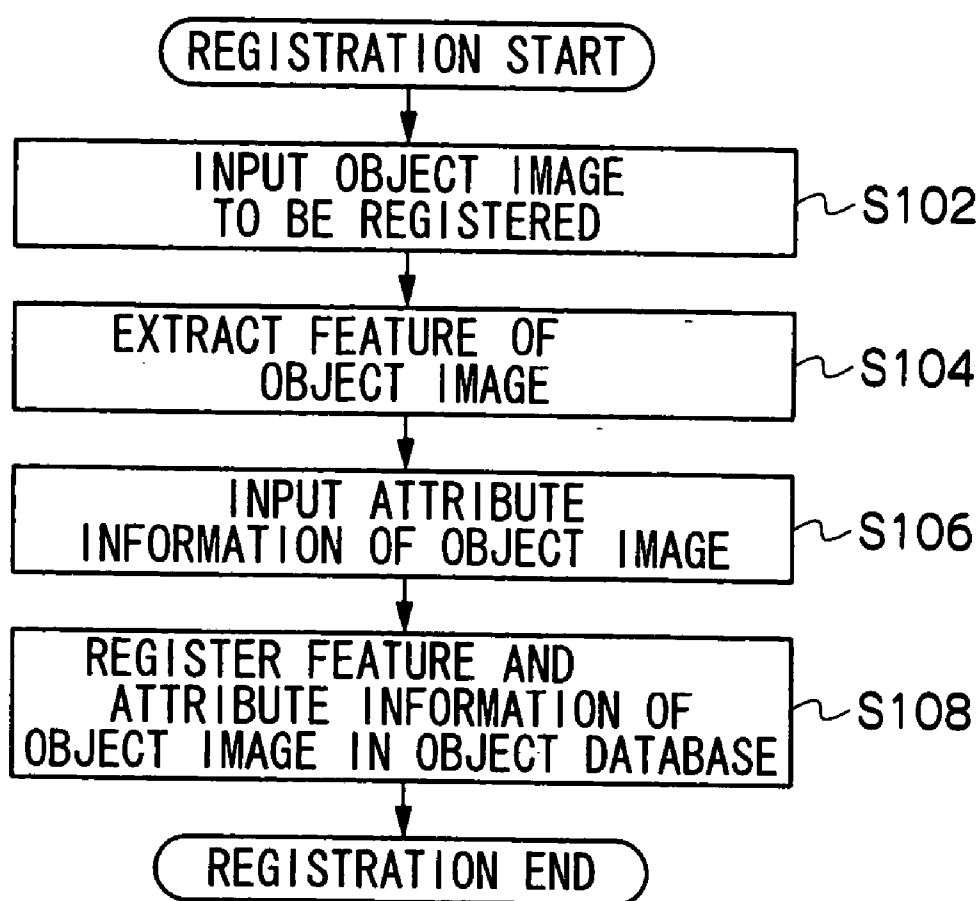 REGISTRATION START
INPUT OBJECT IMAGE
TO BE REGISTERED
S102
EXTRACT FEATURE OF
OBJECT IMAGE
S104
INPUT ATTRIBUTE
INFORMATION OF OBJECT IMAGE
S106
REGISTER FEATURE AND
ATTRIBUTE INFORMATION OF
OBJECT IMAGE IN OBJECT DATABASE
S108
REGISTRATION END